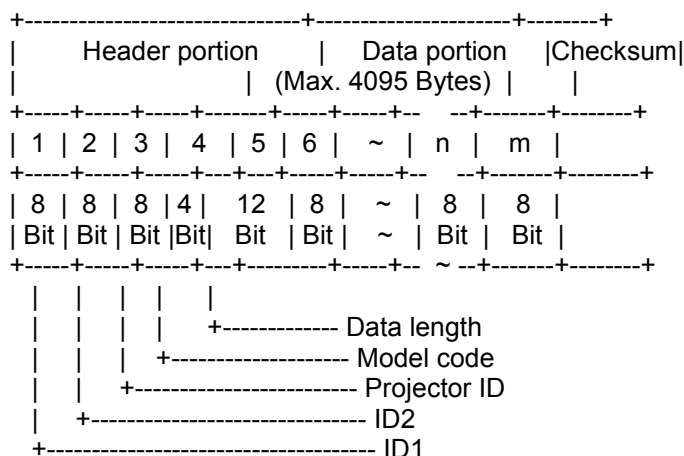 +-------------------------------+----------------------+--------+
| Header portion | Data portion |Checksum|
| | (Max. 4095 Bytes) | |
+-----+-----+-----+-------+-----+-----+-- --+-------+--------+
| 1 | 2 | 3 | 4 | 5 | 6 | ~ | n | m |
+-----+-----+-----+---+---+-----+-----+-- --+-------+--------+
| 8 | 8 | 8 |4 | 12 | 8 | ~ | 8 | 8 |
| Bit | Bit | Bit |Bit| Bit | Bit | ~ | Bit | Bit |
+-----+-----+-----+---+---------+-----+-- ~ --+-------+--------+
| | | | |
| | | | +------------- Data length
| | | +-------------------- Model code
| | +------------------------- Projector ID
| +------------------------------- ID2
+------------------------------------- ID1